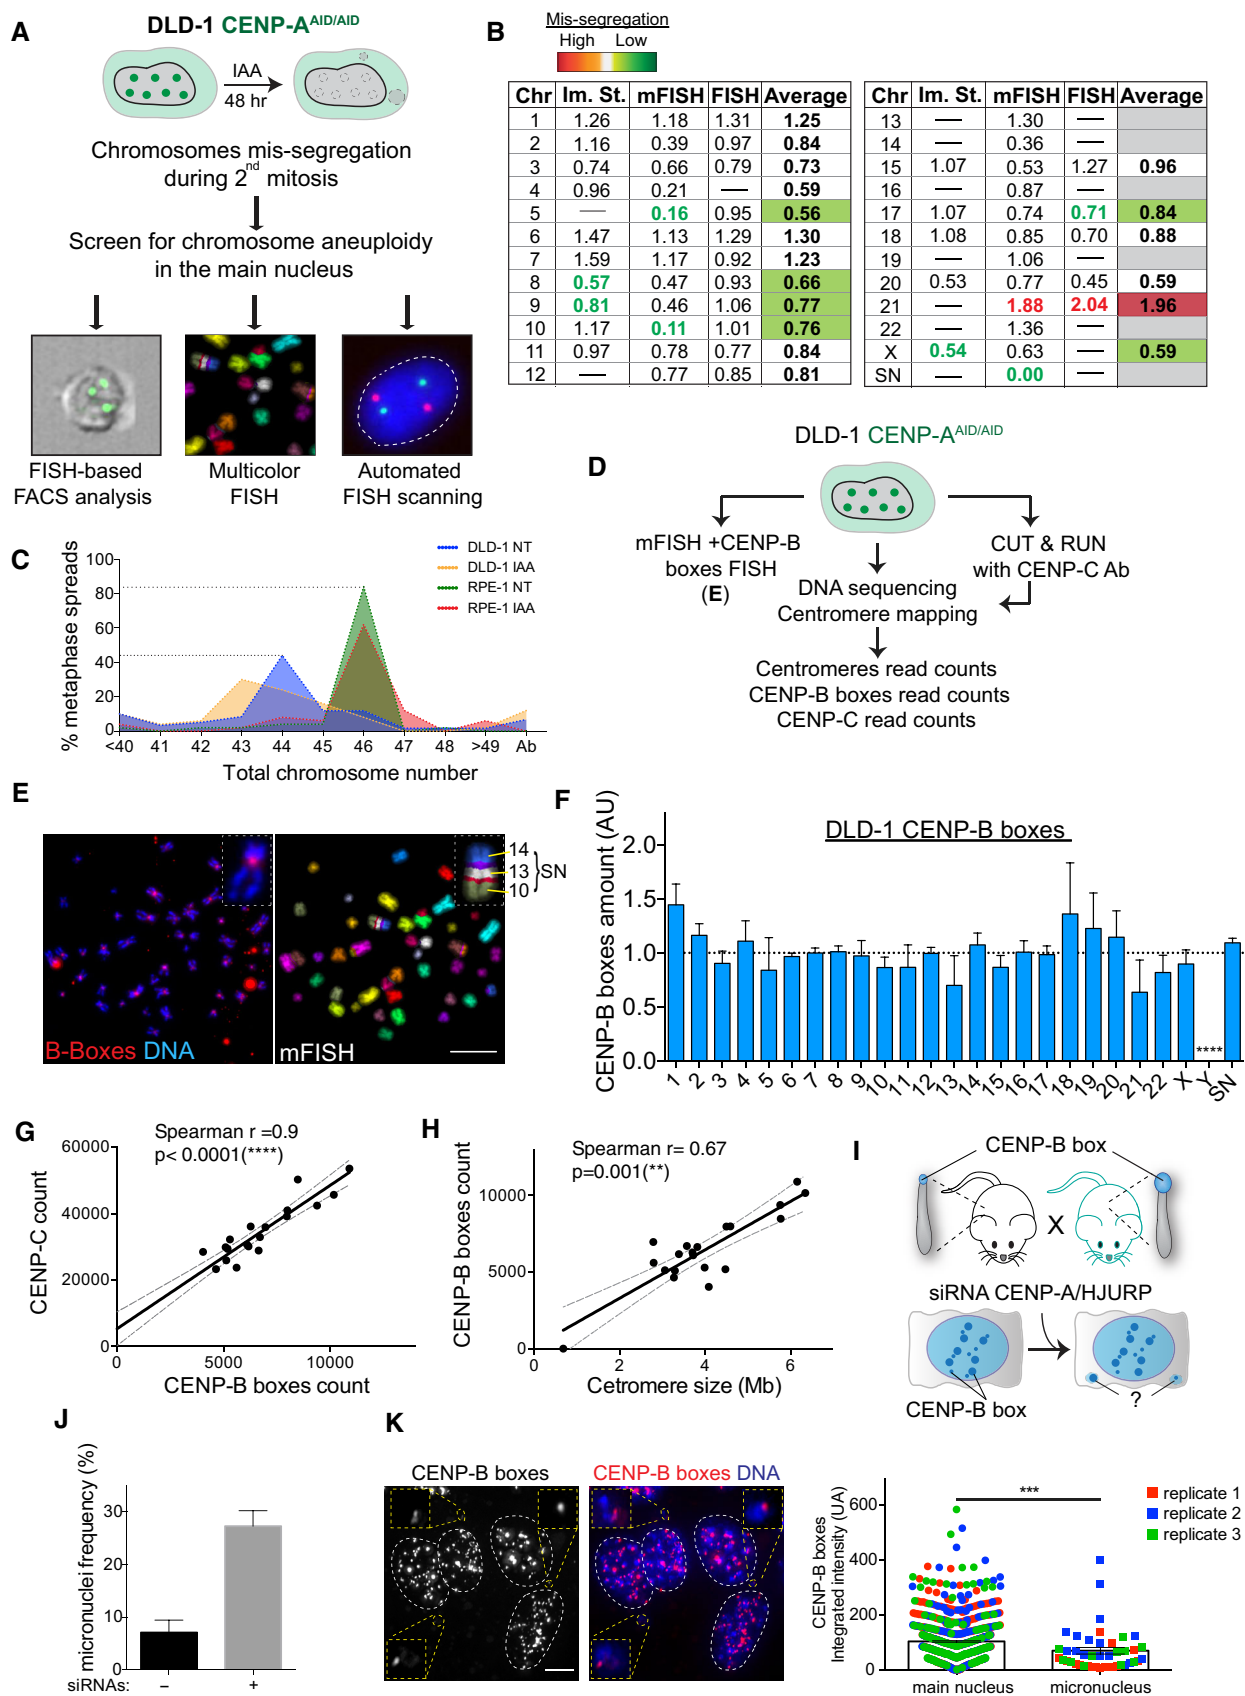 A
DLD-1 CENP-A^AID/AID
IAA
48 hr
Chromosomes mis-segregation
during 2nd mitosis
Screen for chromosome aneuploidy
in the main nucleus
FISH-based
FACS analysis
Multicolor
FISH
Automated
FISH scanning
B
Mis-segregation
High Low
Chr Im. St. mFISH FISH Average
1 1.26 1.18 1.31 1.25
2 1.16 0.39 0.97 0.84
3 0.74 0.66 0.79 0.73
4 0.96 0.21 — 0.59
5 — 0.16 0.95 0.56
6 1.47 1.13 1.29 1.30
7 1.59 1.17 0.92 1.23
8 0.57 0.47 0.93 0.66
9 0.81 0.46 1.06 0.77
10 1.17 0.11 1.01 0.76
11 0.97 0.78 0.77 0.84
12 — 0.77 0.85 0.81
Chr Im. St. mFISH FISH Average
13 — 1.30 —
14 — 0.36 —
15 1.07 0.53 1.27 0.96
16 — 0.87 —
17 1.07 0.74 0.71 0.84
18 1.08 0.85 0.70 0.88
19 — 1.06 —
20 0.53 0.77 0.45 0.59
21 — 1.88 2.04 1.96
22 — 1.36 —
X 0.54 0.63 — 0.59
SN — 0.00 —
C
% metaphase spreads
100
80
60
40
20
0
<40 41 42 43 44 45 46 47 48 >49 Ab
Total chromosome number
DLD-1 NT
DLD-1 IAA
RPE-1 NT
RPE-1 IAA
D
DLD-1 CENP-A^AID/AID
mFISH +CENP-B
boxes FISH
(E)
CUT & RUN
with CENP-C Ab
DNA sequencing
Centromere mapping
Centromeres read counts
CENP-B boxes read counts
CENP-C read counts
E
B-Boxes DNA
mFISH
14
13
10
SN
F
DLD-1 CENP-B boxes
CENP-B boxes amount (AU)
2.0
1.5
1.0
0.5
0.0
****
1 2 3 4 5 6 7 8 9 10 11 12 13 14 15 16 17 18 19 20 21 22 X Y SN
G
Spearman r =0.9
p< 0.0001(****)
CENP-C count
60000
40000
20000
0
0 5000 10000
CENP-B boxes count
H
Spearman r= 0.67
p=0.001(**)
CENP-B boxes count
10000
5000
0
0 2 4 6
Cetromere size (Mb)
I
CENP-B box
X
siRNA CENP-A/HJURP
CENP-B box
?
J
micronuclei frequency (%)
30
20
10
0
siRNAs: – +
K
CENP-B boxes
CENP-B boxes DNA
CENP-B boxes
Integrated intensity (UA)
600
400
200
0
***
replicate 1
replicate 2
replicate 3
main nucleus micronucleus